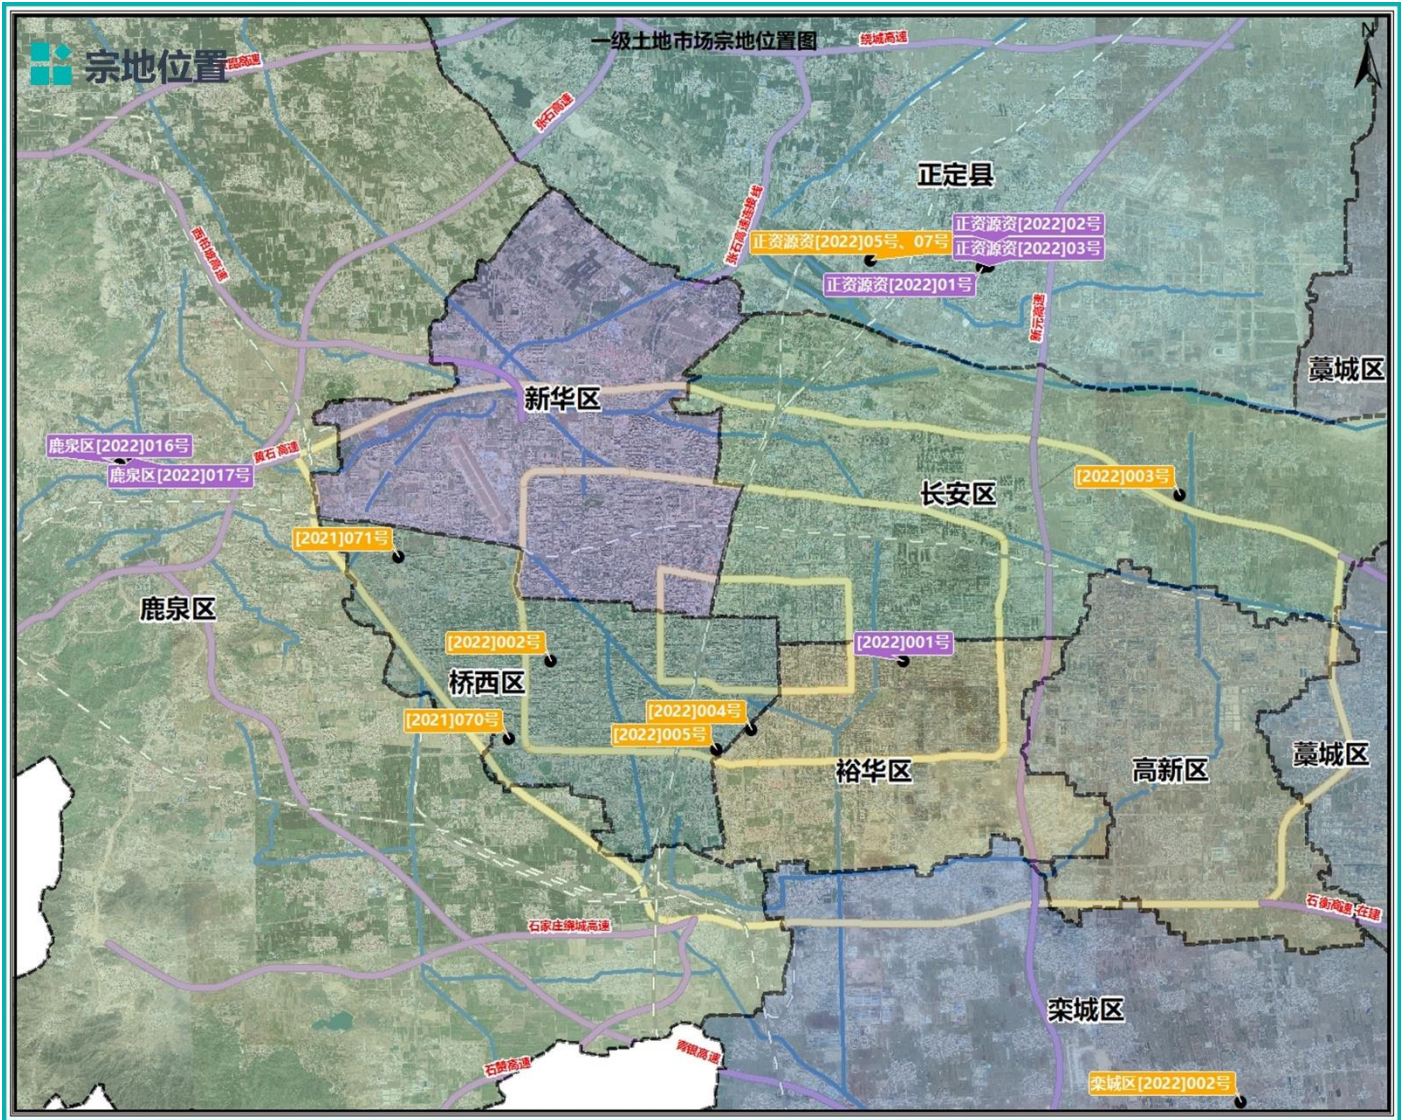 一级土地市场宗地位置图
宗地位置
绕城高速
N
张石高速
正定县
张石高速连接线
西柏坡高速
正资源资[2022]02号
正资源资[2022]05号、07号
正资源资[2022]03号
正资源资[2022]01号
新元高速
藁城区
新华区
鹿泉区[2022]016号
黄石高速
鹿泉区[2022]017号
[2022]003号
长安区
[2021]071号
鹿泉区
[2022]002号
[2022]001号
桥西区
[2022]004号
[2021]070号
[2022]005号
裕华区
高新区
藁城区
石衡高速-在建
石家庄绕城高速
栾城区
青银高速
石赞高速
栾城区[2022]002号